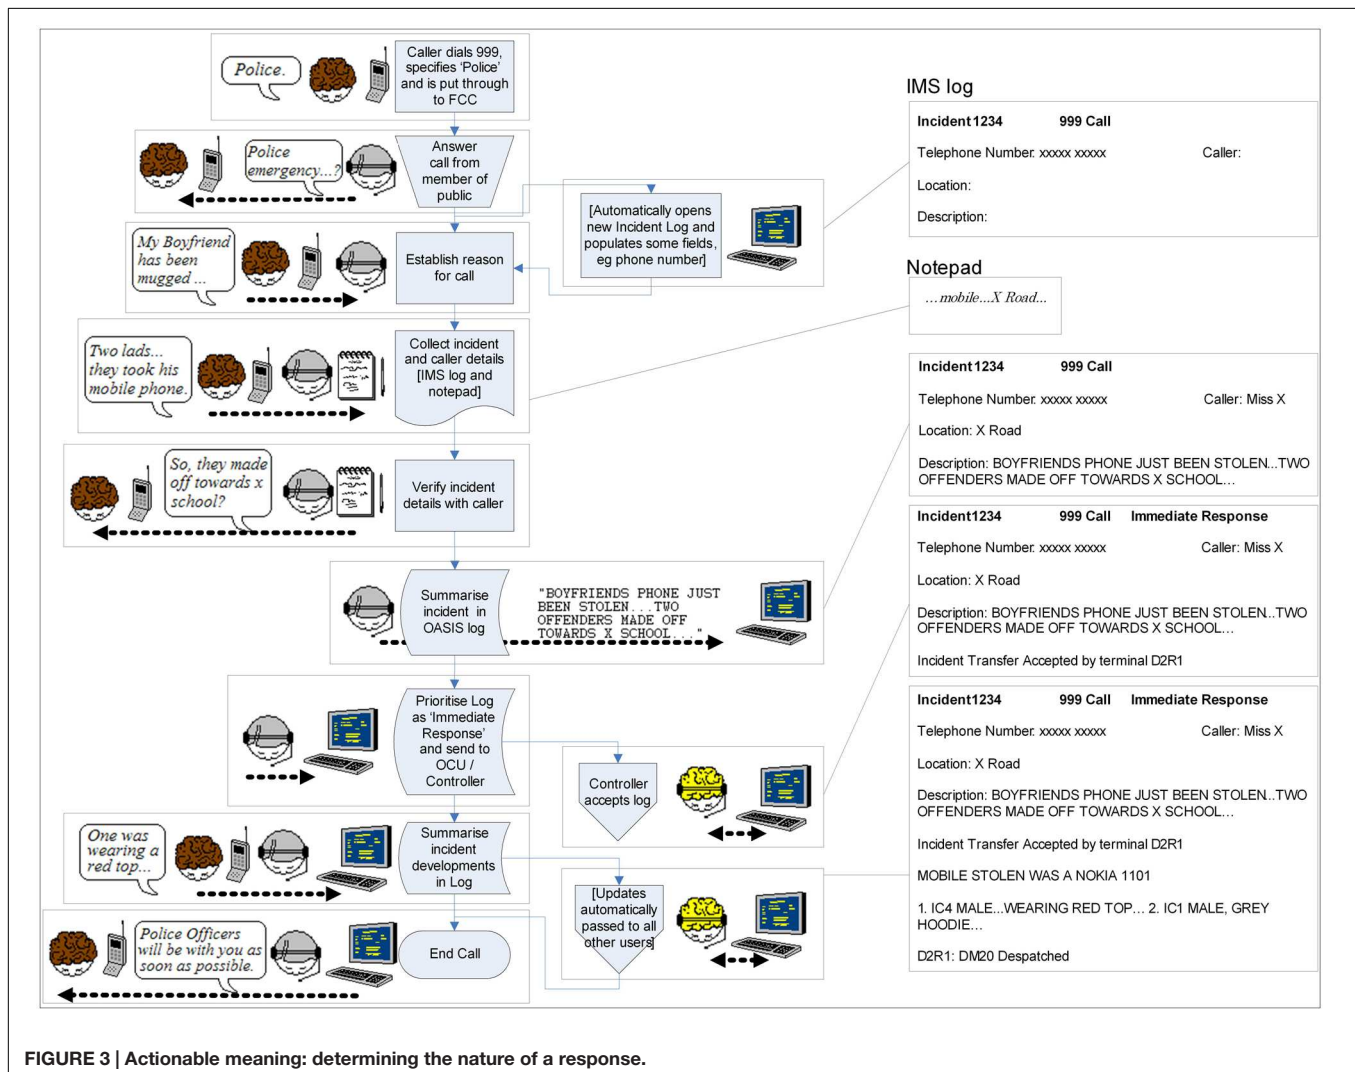 Police.
Caller dials 999,
specifies 'Police'
and is put through
to FCC
Police
emergency...?
Answer
call from
member of
public
[Automatically opens
new Incident Log and
populates some fields,
eg phone number]
My Boyfriend
has been
mugged ...
Establish reason
for call
Two lads...
they took his
mobile phone.
Collect incident
and caller details
[IMS log and
notepad]
So, they made
off towards x
school?
Verify incident
details with caller
Summarise
incident in
OASIS log
"BOYFRIENDS PHONE JUST
BEEN STOLEN...TWO
OFFENDERS MADE OFF
TOWARDS X SCHOOL..."
Prioritise Log
as 'Immediate
Response'
and send to
OCU /
Controller
Controller
accepts log
One was
wearing a
red top...
Summarise
incident
developments
in Log
[Updates
automatically
passed to all
other users]
Police Officers
will be with you as
soon as possible.
End Call
IMS log
Incident1234 999 Call
Telephone Number: xxxxx xxxxx Caller:
Location:
Description:
Notepad
...mobile...X Road...
Incident1234 999 Call
Telephone Number: xxxxx xxxxx Caller: Miss X
Location: X Road
Description: BOYFRIENDS PHONE JUST BEEN STOLEN...TWO
OFFENDERS MADE OFF TOWARDS X SCHOOL...
Incident1234 999 Call Immediate Response
Telephone Number: xxxxx xxxxx Caller: Miss X
Location: X Road
Description: BOYFRIENDS PHONE JUST BEEN STOLEN..TWO
OFFENDERS MADE OFF TOWARDS X SCHOOL...
Incident Transfer Accepted by terminal D2R1
Incident1234 999 Call Immediate Response
Telephone Number: xxxxx xxxxx Caller: Miss X
Location: X Road
Description: BOYFRIENDS PHONE JUST BEEN STOLEN..TWO
OFFENDERS MADE OFF TOWARDS X SCHOOL...
Incident Transfer Accepted by terminal D2R1
MOBILE STOLEN WAS A NOKIA 1101
1. IC4 MALE...WEARING RED TOP... 2. IC1 MALE, GREY
HOODIE...
D2R1: DM20 Despatched
FIGURE 3 | Actionable meaning: determining the nature of a response.